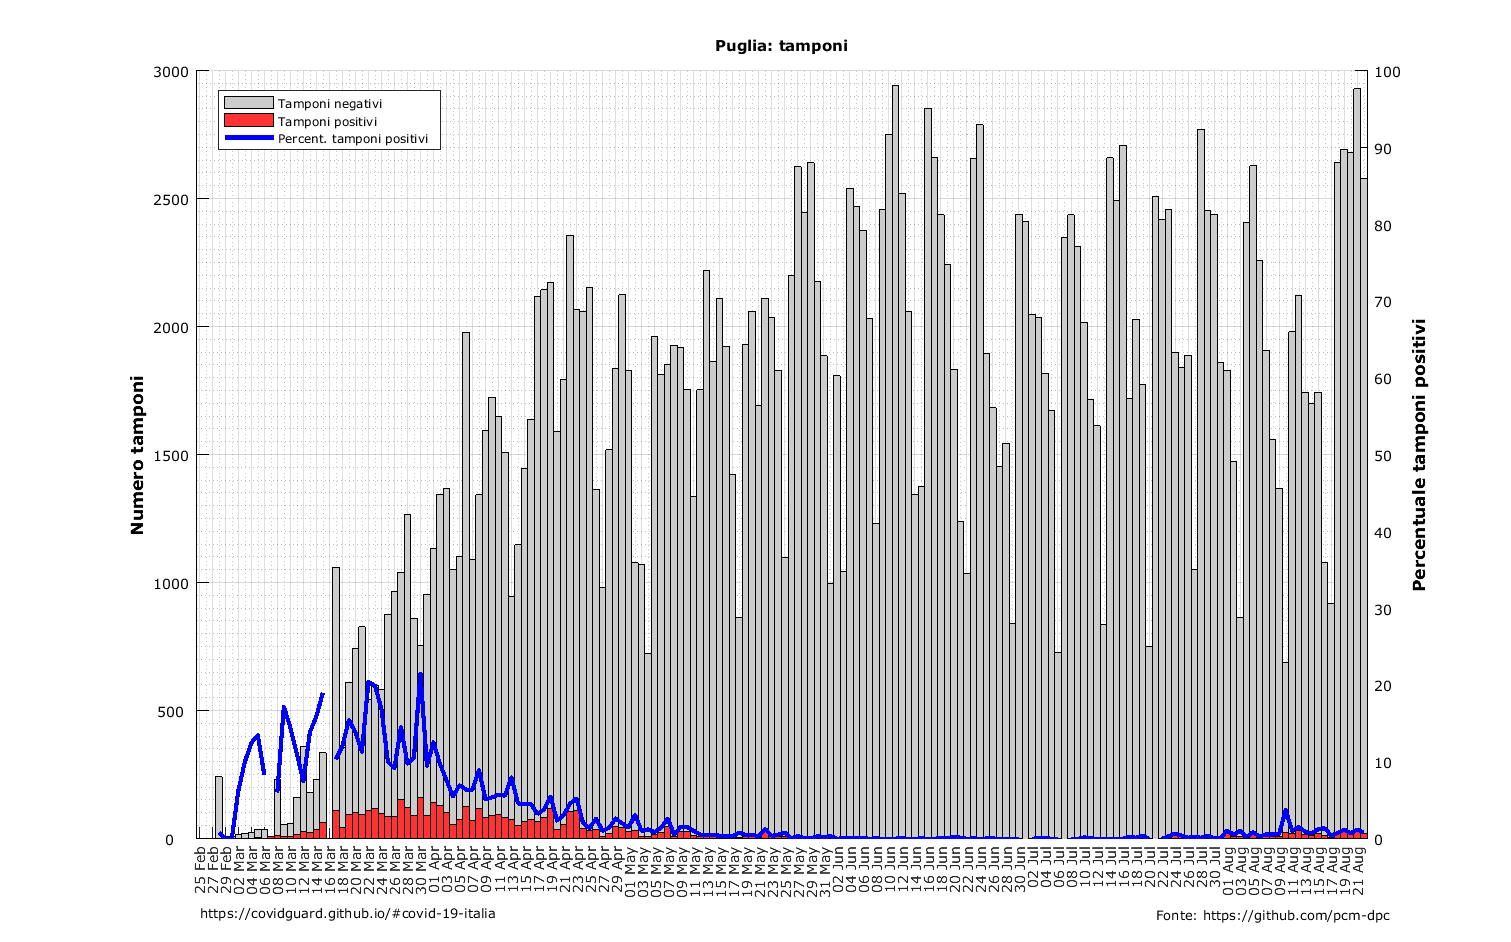 Puglia: tamponi
Tamponi negativi
Tamponi positivi
Percent. tamponi positivi
Numero tamponi
3000
2500
2000
1500
1000
500
0
Percentuale tamponi positivi
100
90
80
70
60
50
40
30
20
10
0
25 Feb
27 Feb
29 Feb
02 Mar
04 Mar
06 Mar
08 Mar
10 Mar
12 Mar
14 Mar
16 Mar
18 Mar
20 Mar
22 Mar
24 Mar
26 Mar
28 Mar
30 Mar
01 Apr
03 Apr
05 Apr
07 Apr
09 Apr
11 Apr
13 Apr
15 Apr
17 Apr
19 Apr
21 Apr
23 Apr
25 Apr
27 Apr
29 Apr
01 May
03 May
05 May
07 May
09 May
11 May
13 May
15 May
17 May
19 May
21 May
23 May
25 May
27 May
29 May
31 May
02 Jun
04 Jun
06 Jun
08 Jun
10 Jun
12 Jun
14 Jun
16 Jun
18 Jun
20 Jun
22 Jun
24 Jun
26 Jun
28 Jun
30 Jun
02 Jul
04 Jul
06 Jul
08 Jul
10 Jul
12 Jul
14 Jul
16 Jul
18 Jul
20 Jul
22 Jul
24 Jul
26 Jul
28 Jul
30 Jul
01 Aug
03 Aug
05 Aug
07 Aug
09 Aug
11 Aug
13 Aug
15 Aug
17 Aug
19 Aug
21 Aug
https://covidguard.github.io/#covid-19-italia
Fonte: https://github.com/pcm-dpc